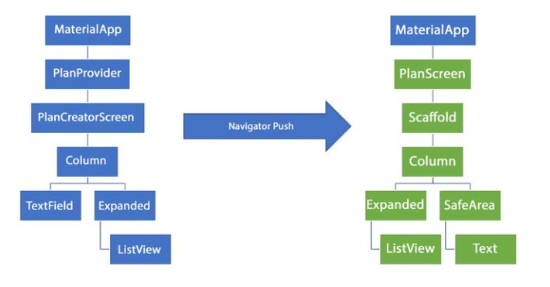 MaterialApp
PlanProvider
PlanCreatorScreen
Column
TextField
Expanded
ListView
Navigator Push
MaterialApp
PlanScreen
Scaffold
Column
Expanded
SafeArea
ListView
Text